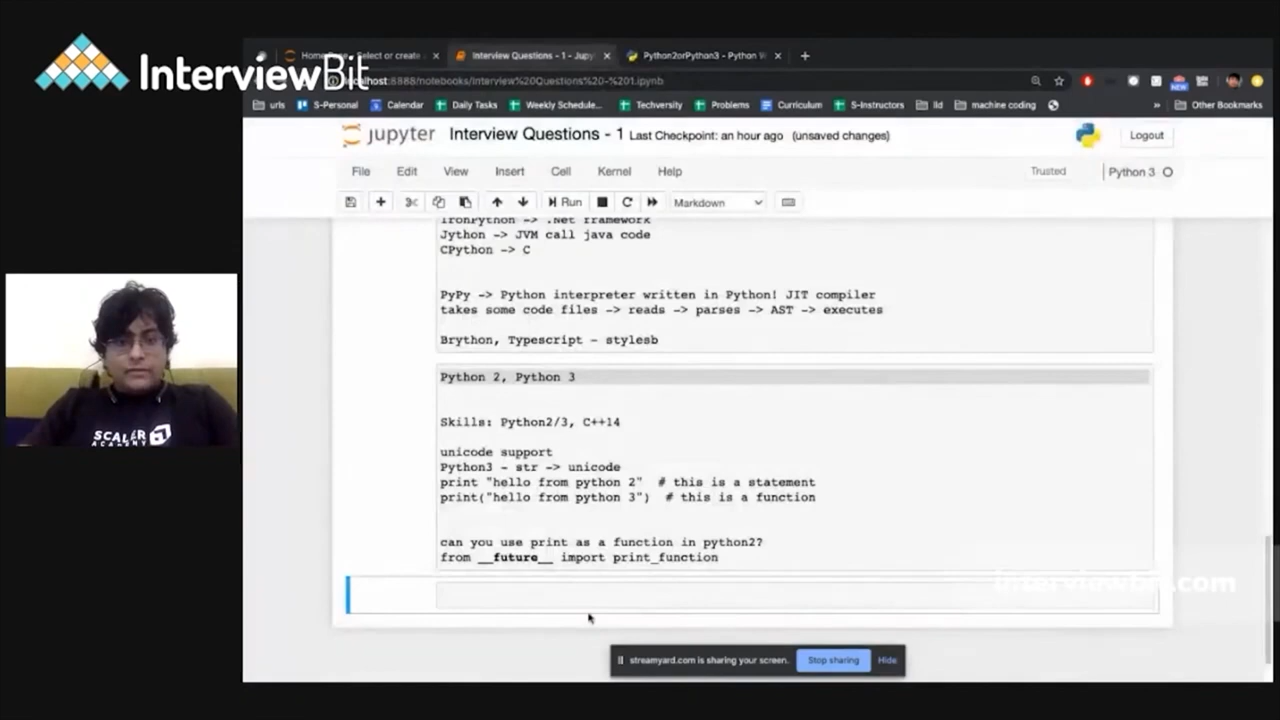 InterviewBit
Home Page - Select or create
Interview Questions - 1 - Jupy
Python2orPython3 - Python W
localhost:8888/notebooks/Interview%20Questions%20-%201.ipynb
urls
S-Personal
Calendar
Daily Tasks
Weekly Schedule...
Techversity
Problems
Curriculum
S-Instructors
lld
machine coding
»
Other Bookmarks
NEW
jupyter Interview Questions - 1 Last Checkpoint: an hour ago (unsaved changes)
Logout
File Edit View Insert Cell Kernel Help
Trusted
Python 3
Run
Markdown
IronPython -> .Net framework
Jython -> JVM call java code
CPython -> C
PyPy -> Python interpreter written in Python! JIT compiler
takes some code files -> reads -> parses -> AST -> executes
Brython, Typescript - stylesb
Python 2, Python 3
Skills: Python2/3, C++14
unicode support
Python3 - str -> unicode
print "hello from python 2" # this is a statement
print("hello from python 3") # this is a function
can you use print as a function in python2?
from __future__ import print_function
interviewbit.com
SCALER
ACADEMY
streamyard.com is sharing your screen.
Stop sharing
Hide